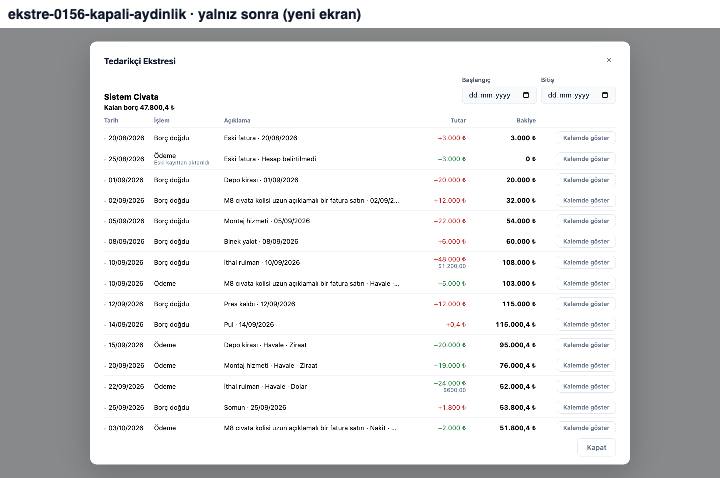 ekstre-0156-kapali-aydinlik · yalnız sonra (yeni ekran)
Tedarikçi Ekstresi ×
Başlangıç Bitiş
dd.mm.yyyy dd.mm.yyyy
Sistem Civata
Kalan borç 47.800,4 ₺
Tarih İşlem Açıklama Tutar Bakiye
20/08/2026 Borç doğdu Eski fatura · 20/08/2026 +3.000 ₺ 3.000 ₺ Kalemde göster
25/08/2026 Ödeme Eski fatura · Hesap belirtilmedi −3.000 ₺ 0 ₺ Kalemde göster
Eski kayıttan aktarıldı
01/09/2026 Borç doğdu Depo kirası · 01/09/2026 +20.000 ₺ 20.000 ₺ Kalemde göster
02/09/2026 Borç doğdu M8 cıvata kolisi uzun açıklamalı bir fatura satırı · 02/09/2... +12.000 ₺ 32.000 ₺ Kalemde göster
05/09/2026 Borç doğdu Montaj hizmeti · 05/09/2026 +22.000 ₺ 54.000 ₺ Kalemde göster
08/09/2026 Borç doğdu Binek yakıt · 08/09/2026 +6.000 ₺ 60.000 ₺ Kalemde göster
10/09/2026 Borç doğdu İthal rulman · 10/09/2026 +48.000 ₺ 108.000 ₺ Kalemde göster
$1.200,00
10/09/2026 Ödeme M8 cıvata kolisi uzun açıklamalı bir fatura satırı · Havale ·... −5.000 ₺ 103.000 ₺ Kalemde göster
12/09/2026 Borç doğdu Pres kalıbı · 12/09/2026 +12.000 ₺ 115.000 ₺ Kalemde göster
14/09/2026 Borç doğdu Pul · 14/09/2026 +0,4 ₺ 115.000,4 ₺ Kalemde göster
15/09/2026 Ödeme Depo kirası · Havale · Ziraat −20.000 ₺ 95.000,4 ₺ Kalemde göster
20/09/2026 Ödeme Montaj hizmeti · Havale · Ziraat −19.000 ₺ 76.000,4 ₺ Kalemde göster
22/09/2026 Ödeme İthal rulman · Havale · Dolar −24.000 ₺ 52.000,4 ₺ Kalemde göster
$600,00
25/09/2026 Borç doğdu Somun · 25/09/2026 +1.800 ₺ 53.800,4 ₺ Kalemde göster
03/10/2026 Ödeme M8 cıvata kolisi uzun açıklamalı bir fatura satırı · Nakit · ... −2.000 ₺ 51.800,4 ₺ Kalemde göster
Kapat